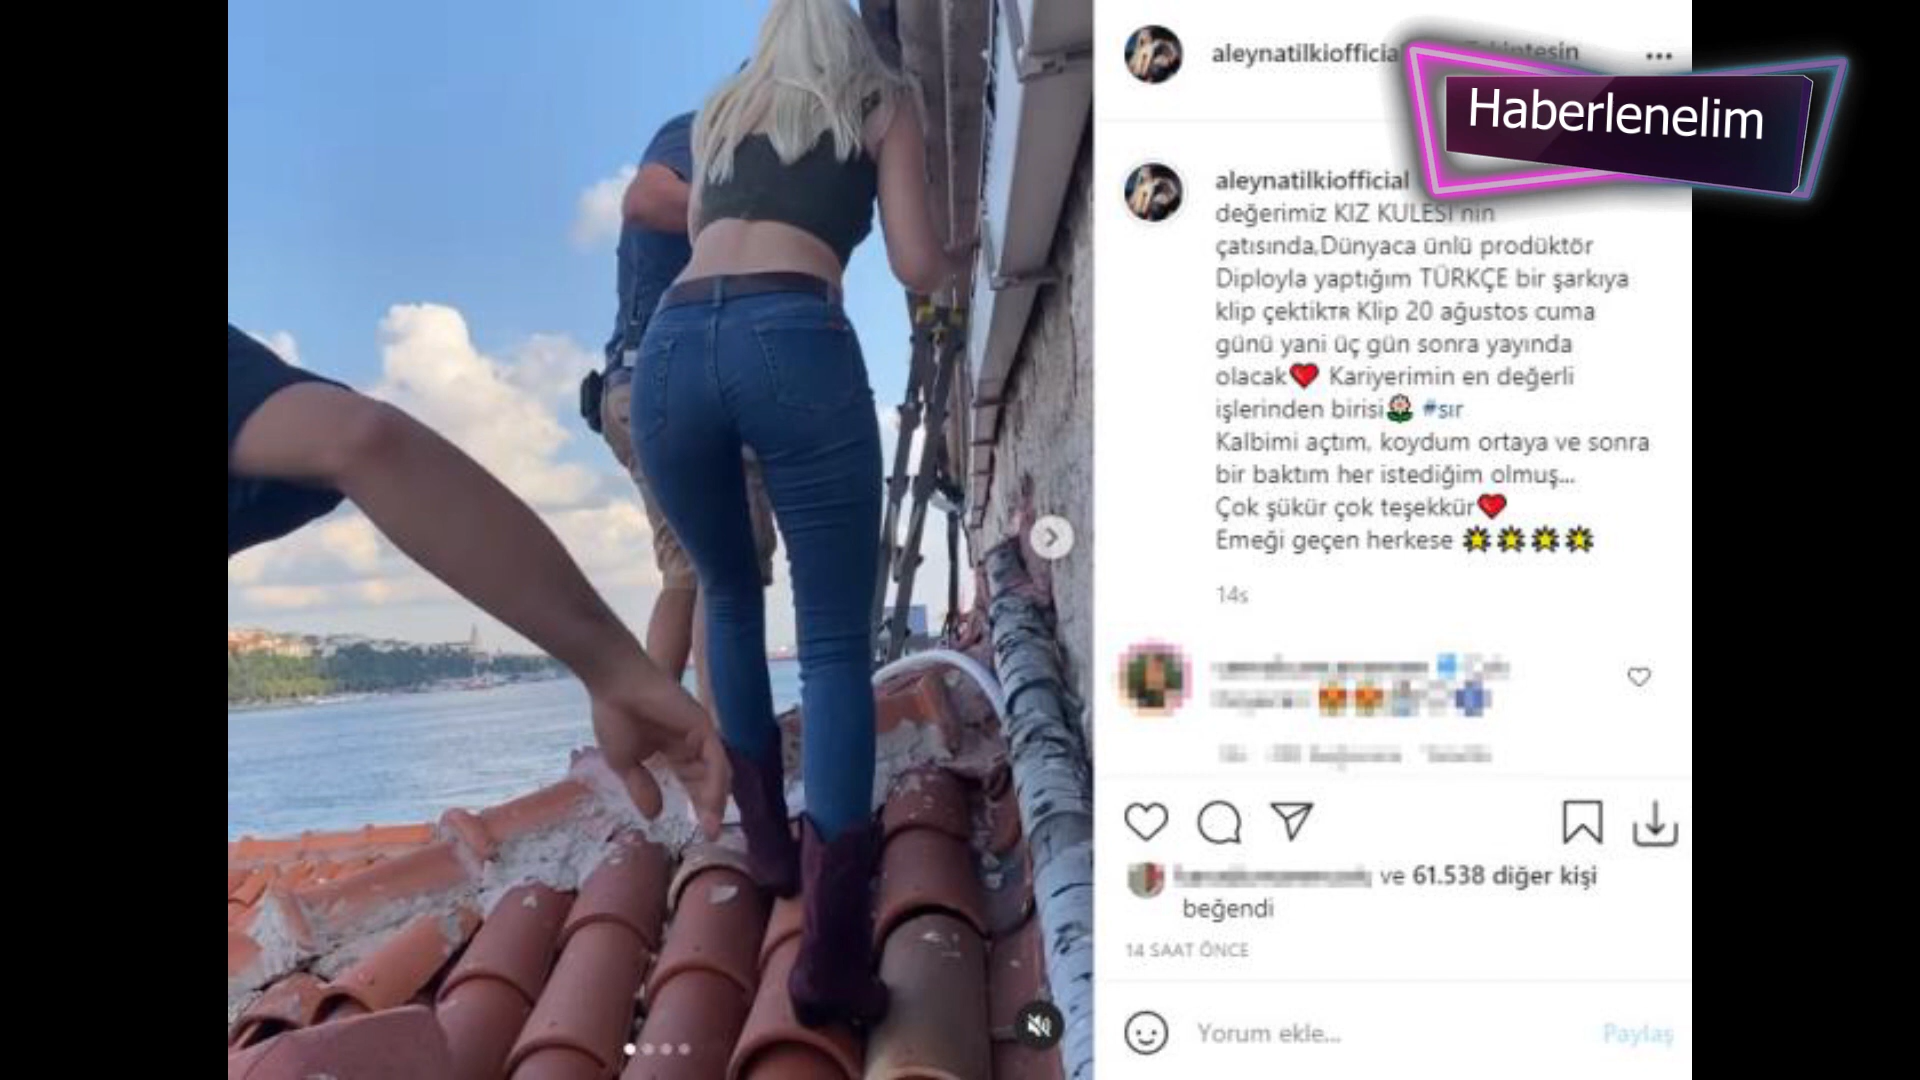 aleynatilkiofficia
Haberlenelim
aleynatilkiofficial
değerimiz KIZ KULESİ'nin
çatısında,Dünyaca ünlü prodüktör
Diployla yaptığım TÜRKÇE bir şarkıya
klip çektikTR Klip 20 ağustos cuma
günü yani üç gün sonra yayında
olacak❤️ Kariyerimin en değerli
işlerinden birisi #sır
Kalbimi açtım, koydum ortaya ve sonra
bir baktım her istediğim olmuş...
Çok şükür çok teşekkür❤️
Emeği geçen herkese
14s
ve 61.538 diğer kişi
beğendi
14 SAAT ÖNCE
Yorum ekle... Paylaş